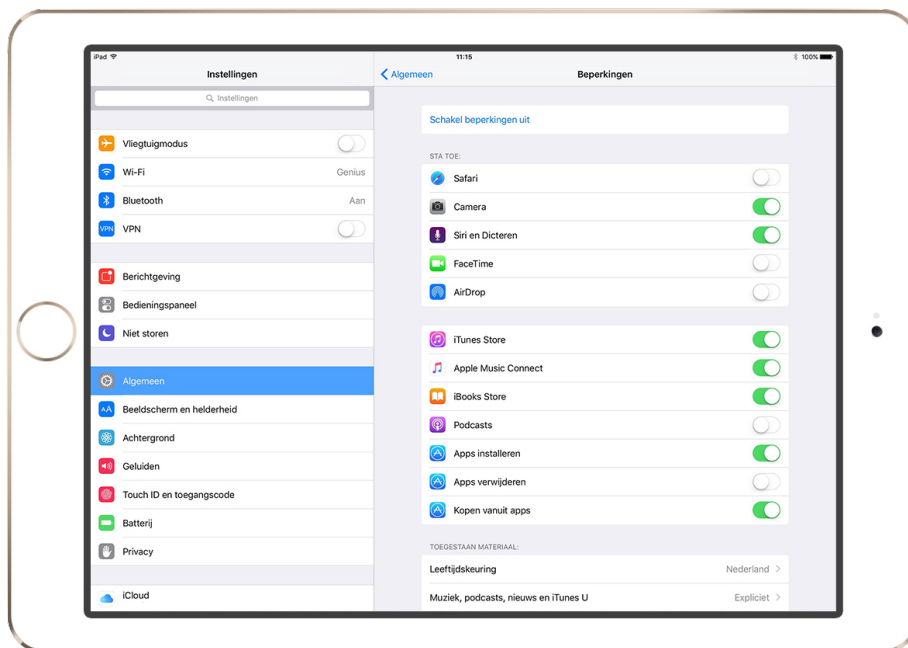 iPad
11:15
100%
Instellingen
Algemeen
Beperkingen
Instellingen
Vliegtuigmodus
Wi-Fi Genius
Bluetooth Aan
VPN VPN
Berichtgeving
Bedieningspaneel
Niet storen
Algemeen
AA Beeldscherm en helderheid
Achtergrond
Geluiden
Touch ID en toegangscode
Batterij
Privacy
iCloud
Schakel beperkingen uit
STA TOE:
Safari
Camera
Siri en Dicteren
FaceTime
AirDrop
iTunes Store
Apple Music Connect
iBooks Store
Podcasts
Apps installeren
Apps verwijderen
Kopen vanuit apps
TOEGESTAAN MATERIAAL:
Leeftijdskeuring Nederland
Muziek, podcasts, nieuws en iTunes U Expliciet